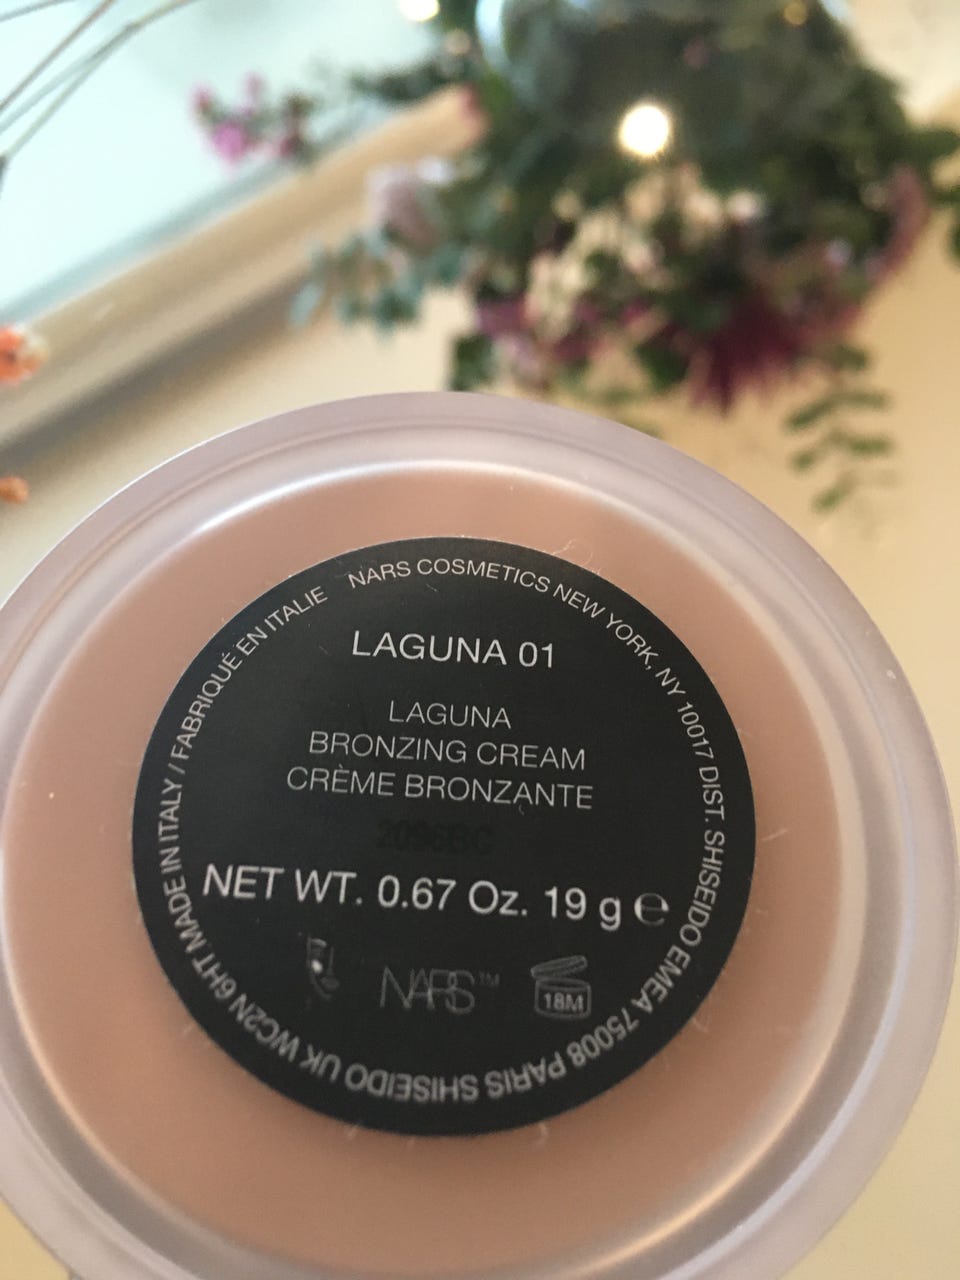 NARS COSMETICS NEW YORK, NY 10017 DIST. SHISEIDO EMEA 75008 PARIS SHISEIDO UK WC2N 6HT MADE IN ITALY / FABRIQUÉ EN ITALIE
LAGUNA 01
LAGUNA
BRONZING CREAM
CRÈME BRONZANTE
NET WT. 0.67 Oz. 19 g e
NARS™
18M